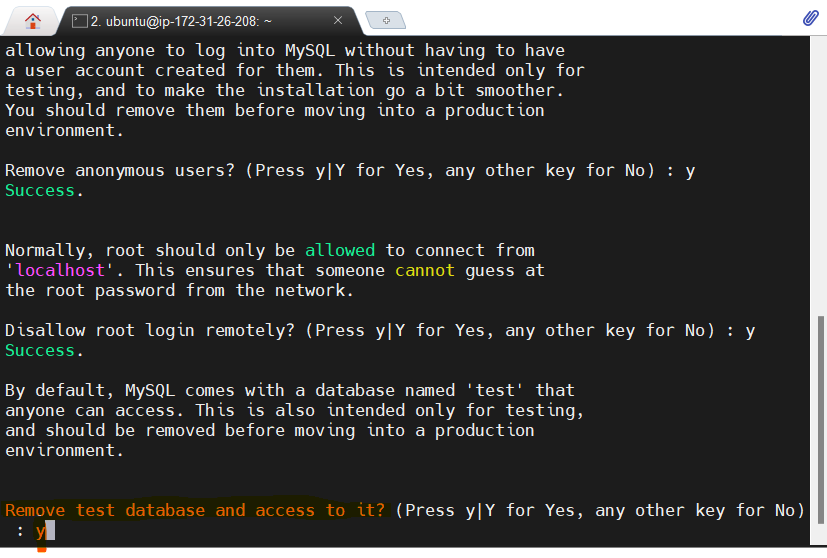 2. ubuntu@ip-172-31-26-208: ~
allowing anyone to log into MySQL without having to have
a user account created for them. This is intended only for
testing, and to make the installation go a bit smoother.
You should remove them before moving into a production
environment.
Remove anonymous users? (Press y|Y for Yes, any other key for No) : y
Success.
Normally, root should only be allowed to connect from
'localhost'. This ensures that someone cannot guess at
the root password from the network.
Disallow root login remotely? (Press y|Y for Yes, any other key for No) : y
Success.
By default, MySQL comes with a database named 'test' that
anyone can access. This is also intended only for testing,
and should be removed before moving into a production
environment.
Remove test database and access to it? (Press y|Y for Yes, any other key for No)
: y